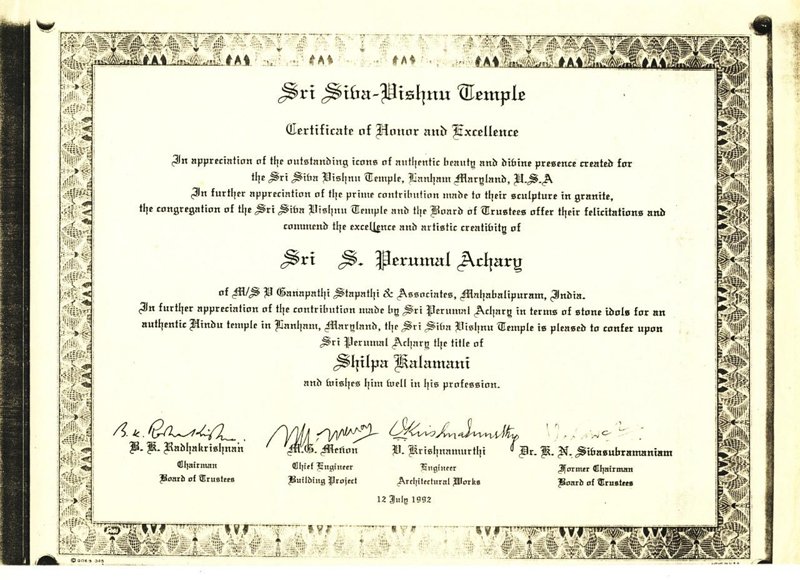 Sri Siva-Vishnu Temple
Certificate of Honor and Excellence
In appreciation of the outstanding icons of authentic beauty and divine presence created for
the Sri Siva Vishnu Temple, Lanham Maryland, U.S.A
In further appreciation of the prime contribution made to their sculpture in granite,
the congregation of the Sri Siva Vishnu Temple and the Board of Trustees offer their felicitations and
commend the excellence and artistic creativity of
Sri S. Perumal Achary
of M/S V Ganapathi Stapathi & Associates, Mahabalipuram, India.
In further appreciation of the contribution made by Sri Perumal Achary in terms of stone idols for an
authentic Hindu temple in Lanham, Maryland, the Sri Siva Vishnu Temple is pleased to confer upon
Sri Perumal Achary the title of
Shilpa Kalamani
and wishes him well in his profession.
B. K. Radhakrishnan M.G. Menon V. Krishnamurthi Dr. K. N. Sivasubramaniam
Chairman Chief Engineer Engineer Former Chairman
Board of Trustees Building Project Architectural Works Board of Trustees
12 July 1992